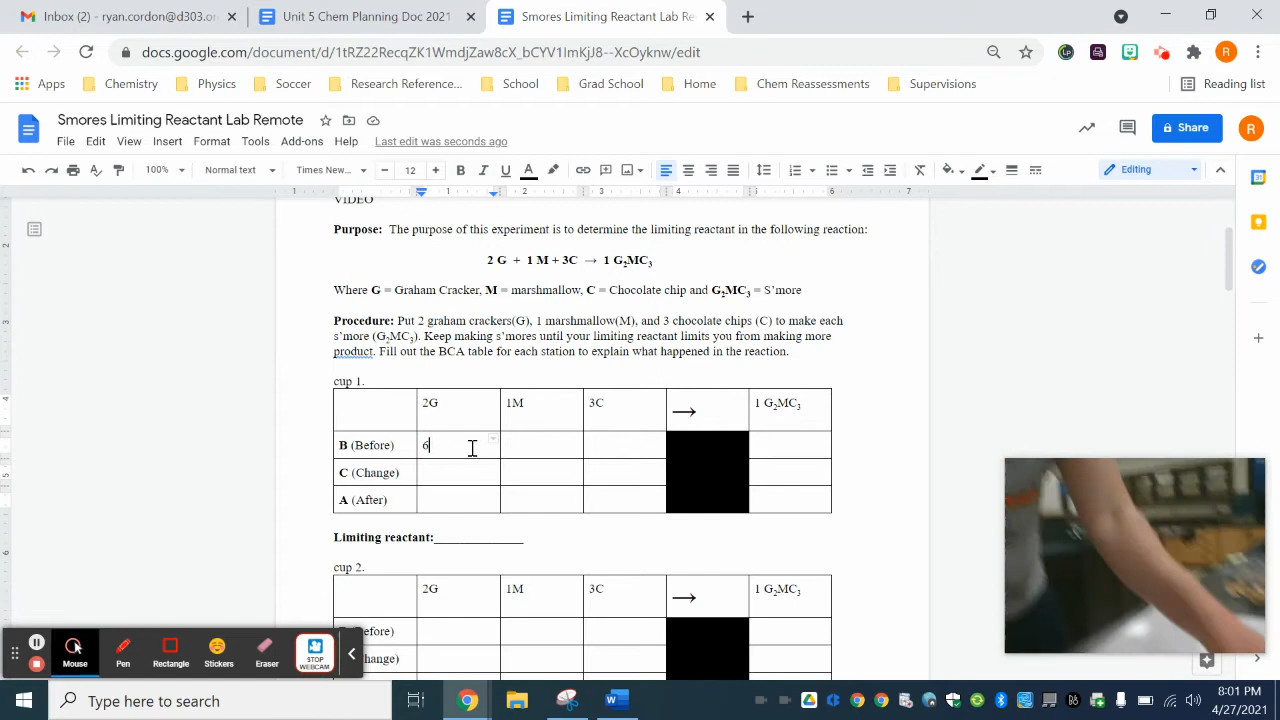 Inbox (2) - ryan.cordon@d303.or
Unit 5 Chem Planning Doc 2021
Smores Limiting Reactant Lab Re
docs.google.com/document/d/1tRZ22RecqZK1WmdjZaw8cX_bCYV1lmKjJ8--XcOyknw/edit
Apps Chemistry Physics Soccer Research Reference... School Grad School Home Chem Reassessments Supervisions Reading list
Smores Limiting Reactant Lab Remote
File Edit View Insert Format Tools Add-ons Help Last edit was seconds ago
Share
100% Normal text Times New... 12 Editing
VIDEO
Purpose: The purpose of this experiment is to determine the limiting reactant in the following reaction:
2 G + 1 M + 3C → 1 G₂MC₃
Where G = Graham Cracker, M = marshmallow, C = Chocolate chip and G₂MC₃ = S’more
Procedure: Put 2 graham crackers(G), 1 marshmallow(M), and 3 chocolate chips (C) to make each
s’more (G₂MC₃). Keep making s’mores until your limiting reactant limits you from making more
product. Fill out the BCA table for each station to explain what happened in the reaction.
cup 1.
2G 1M 3C → 1 G₂MC₃
B (Before) 6
C (Change)
A (After)
Limiting reactant:______________
cup 2.
2G 1M 3C → 1 G₂MC₃
efore)
hange)
Mouse Pen Rectangle Stickers Eraser STOP WEBCAM
Type here to search
8:01 PM
4/27/2021